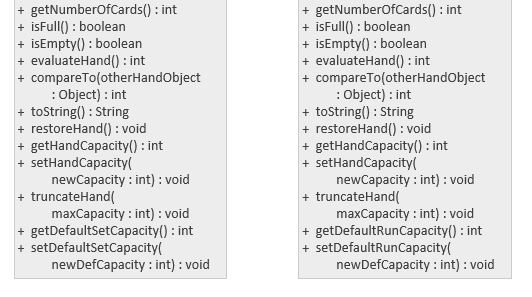 + getNumberOfCards() : int
+ isFull() : boolean
+ isEmpty() : boolean
+ evaluateHand() : int
+ compareTo(otherHandObject
: Object) : int
+ toString() : String
+ restoreHand() : void
+ getHandCapacity() : int
+ setHandCapacity(
newCapacity : int) : void
+ truncateHand(
maxCapacity : int) : void
+ getDefaultSetCapacity() : int
+ setDefaultSetCapacity(
newDefCapacity : int) : void
+ getNumberOfCards() : int
+ isFull() : boolean
+ isEmpty() : boolean
+ evaluateHand() : int
+ compareTo(otherHandObject
: Object) : int
+ toString() : String
+ restoreHand() : void
+ getHandCapacity() : int
+ setHandCapacity(
newCapacity : int) : void
+ truncateHand(
maxCapacity : int) : void
+ getDefaultRunCapacity() : int
+ setDefaultRunCapacity(
newDefCapacity : int) : void